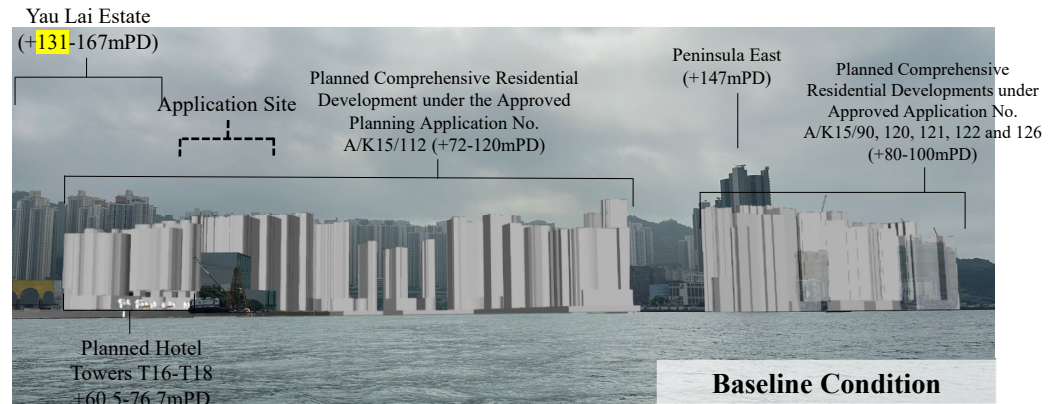 Yau Lai Estate
(+131-167mPD)
Application Site
Planned Comprehensive Residential
Development under the Approved
Planning Application No.
A/K15/112 (+72-120mPD)
Peninsula East
(+147mPD)
Planned Comprehensive
Residential Developments under
Approved Application No.
A/K15/90, 120, 121, 122 and 126
(+80-100mPD)
Planned Hotel
Towers T16-T18
+60.5-76.7mPD
Baseline Condition